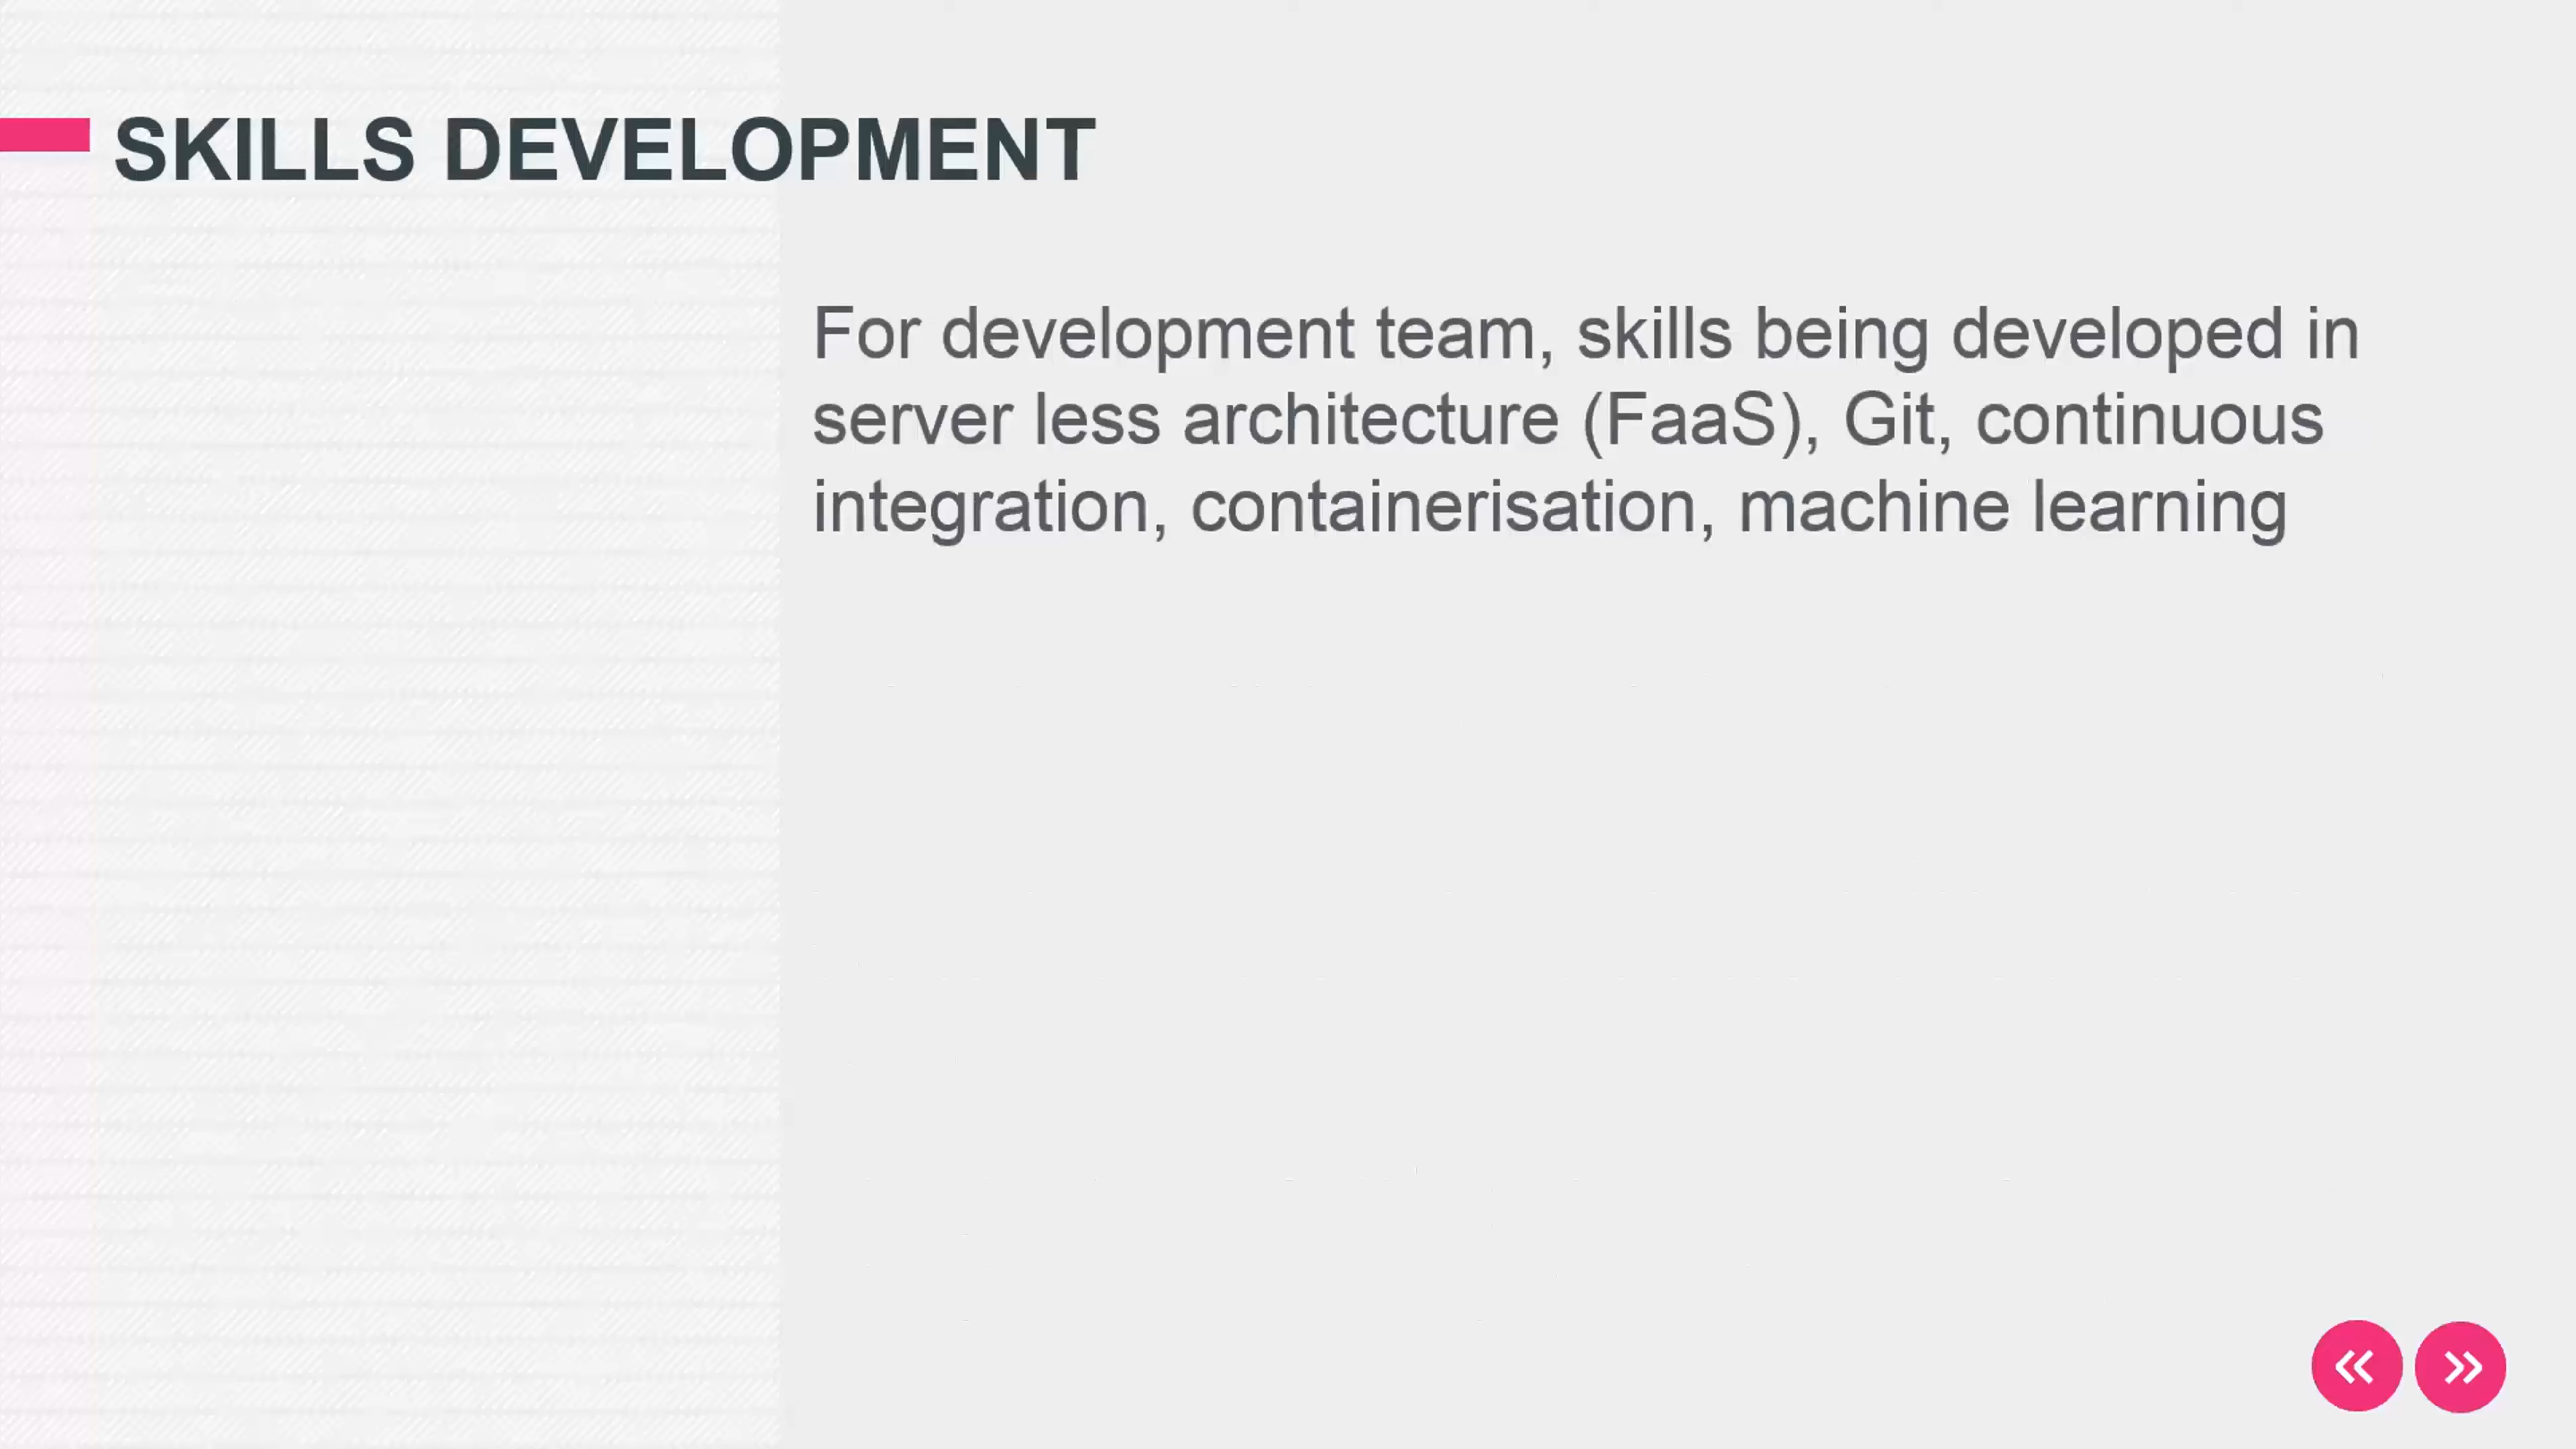 SKILLS DEVELOPMENT
For development team, skills being developed in
server less architecture (FaaS), Git, continuous
integration, containerisation, machine learning